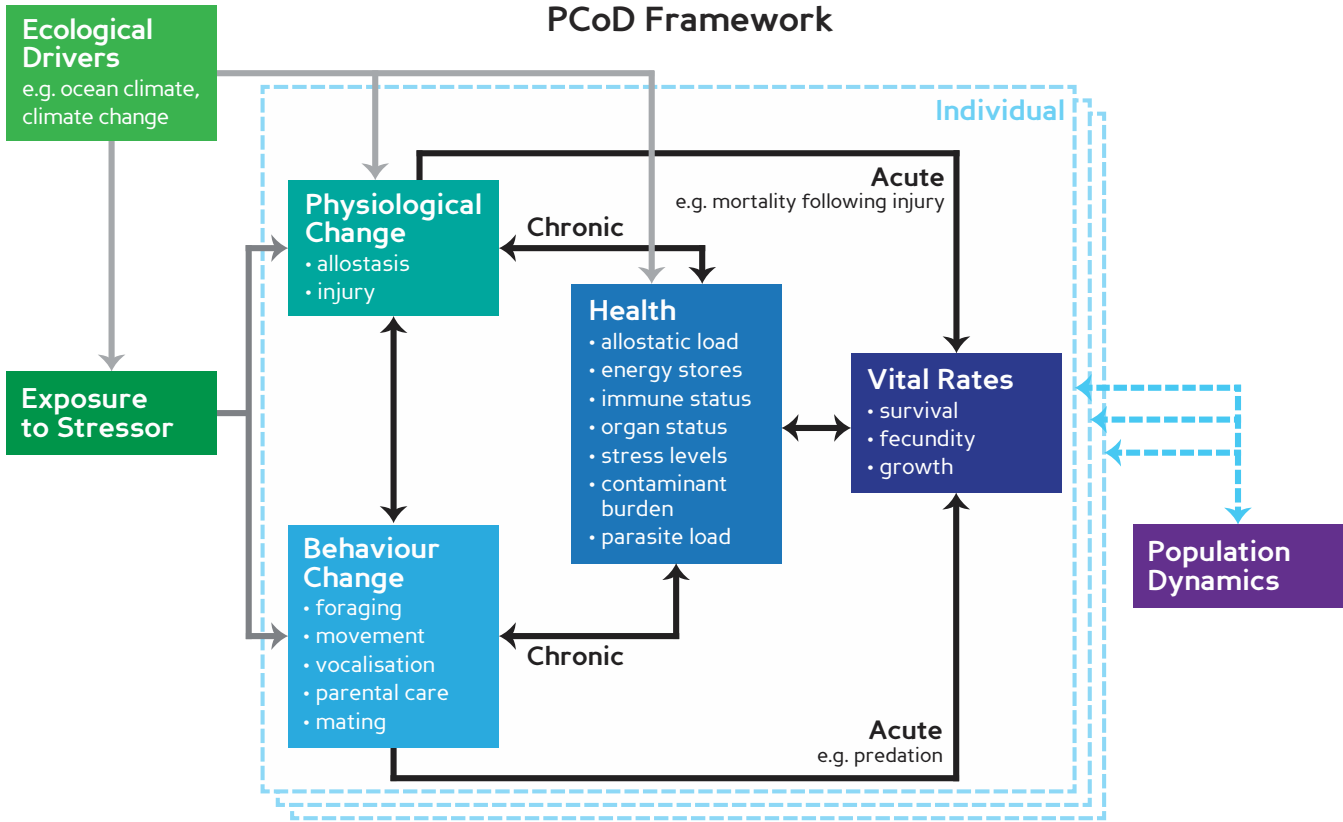 PCoD Framework
Ecological
Drivers
e.g. ocean climate,
climate change
Individual
Acute
e.g. mortality following injury
Physiological
Change
• allostasis
• injury
Chronic
Health
• allostatic load
• energy stores
• immune status
• organ status
• stress levels
• contaminant
burden
• parasite load
Vital Rates
• survival
• fecundity
• growth
Exposure
to Stressor
Behaviour
Change
• foraging
• movement
• vocalisation
• parental care
• mating
Chronic
Acute
e.g. predation
Population
Dynamics